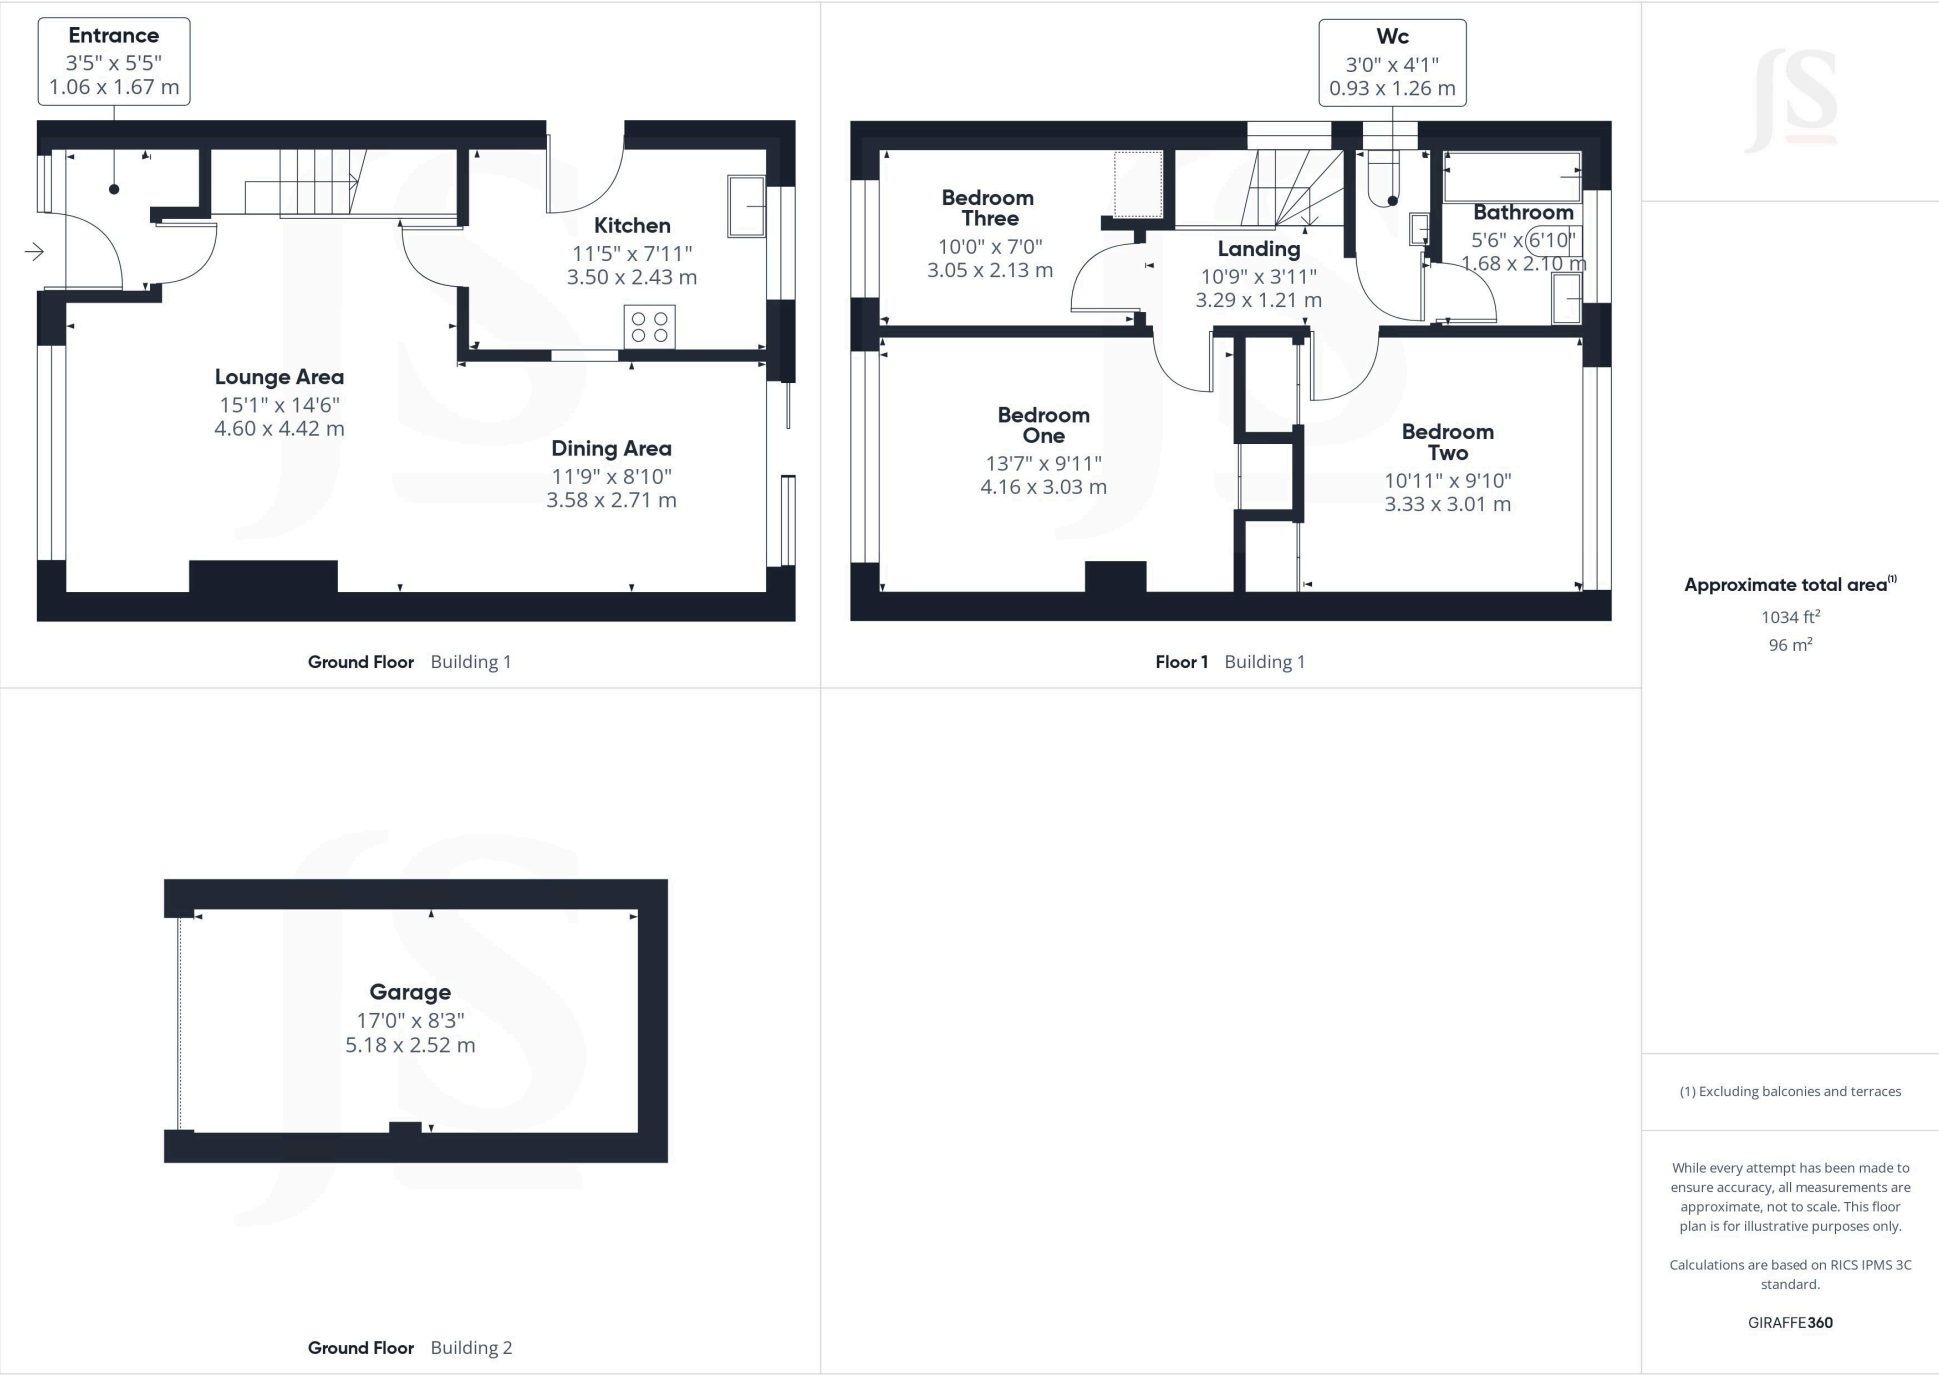 Entrance
3'5" x 5'5"
1.06 x 1.67 m
Kitchen
11'5" x 7'11"
3.50 x 2.43 m
Lounge Area
15'1" x 14'6"
4.60 x 4.42 m
Dining Area
11'9" x 8'10"
3.58 x 2.71 m
Ground Floor Building 1
Wc
3'0" x 4'1"
0.93 x 1.26 m
Bedroom
Three
10'0" x 7'0"
3.05 x 2.13 m
Landing
10'9" x 3'11"
3.29 x 1.21 m
Bathroom
5'6" x 6'10"
1.68 x 2.10 m
Bedroom
One
13'7" x 9'11"
4.16 x 3.03 m
Bedroom
Two
10'11" x 9'10"
3.33 x 3.01 m
Floor 1 Building 1
Garage
17'0" x 8'3"
5.18 x 2.52 m
Ground Floor Building 2
JS
Approximate total area⁽¹⁾
1034 ft²
96 m²
(1) Excluding balconies and terraces
While every attempt has been made to
ensure accuracy, all measurements are
approximate, not to scale. This floor
plan is for illustrative purposes only.
Calculations are based on RICS IPMS 3C
standard.
GIRAFFE360